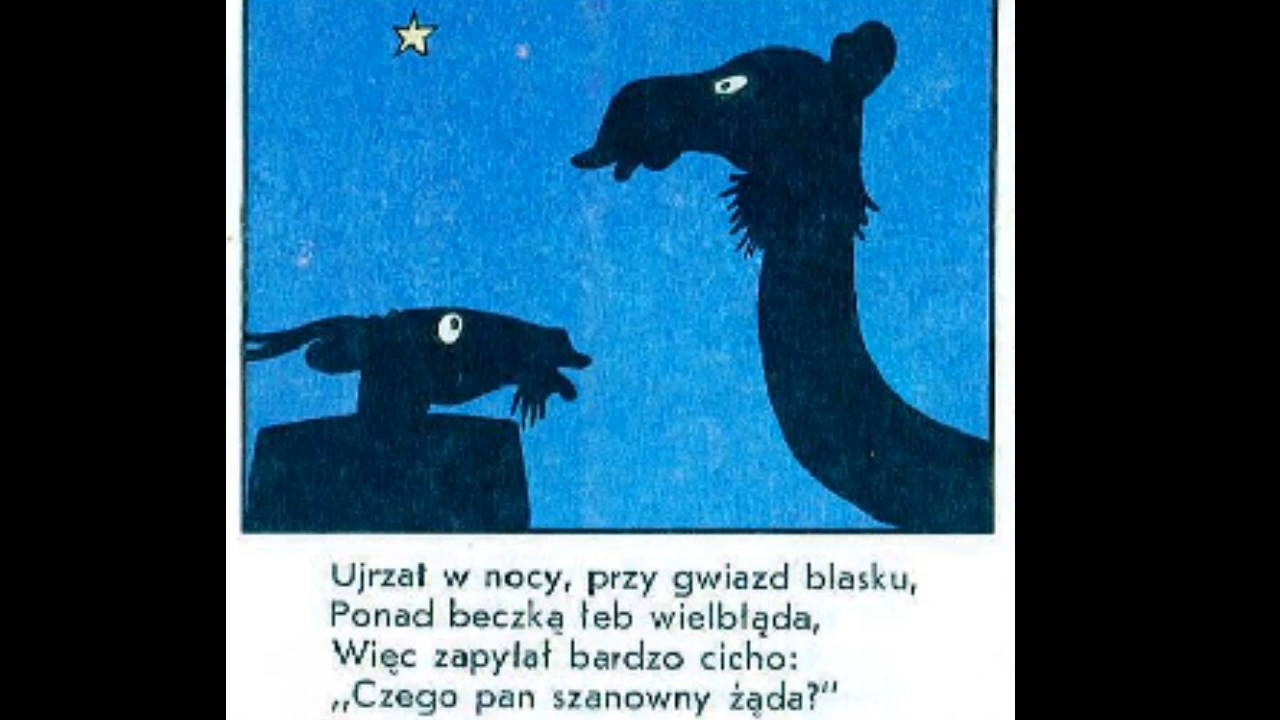 Ujrzał w nocy, przy gwiazd blasku,
Ponad beczką łeb wielbłąda,
Więc zapytał bardzo cicho:
„Czego pan szanowny żąda?"